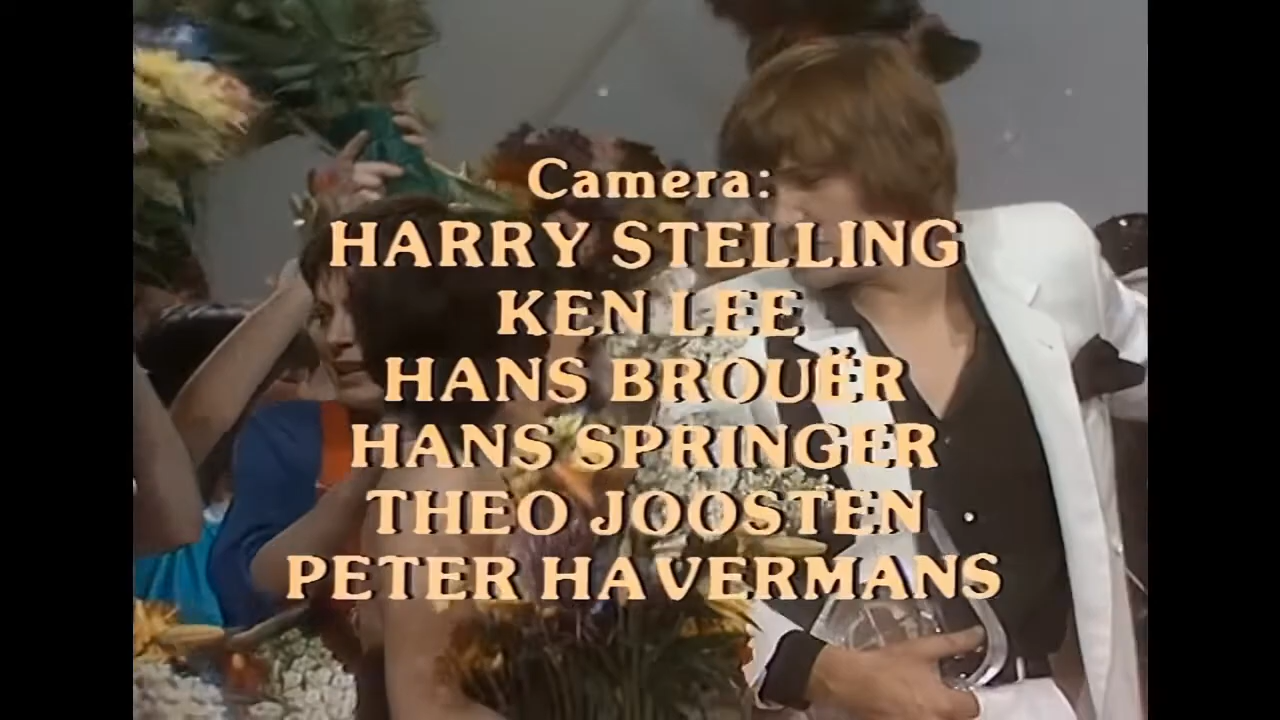 Camera:
HARRY STELLING
KEN LEE
HANS BROUËR
HANS SPRINGER
THEO JOOSTEN
PETER HAVERMANS